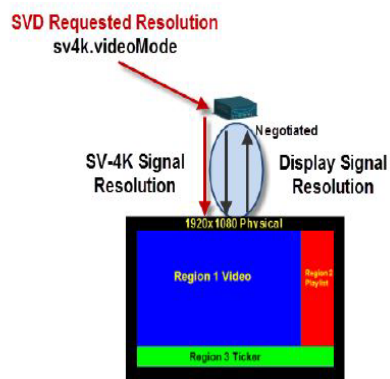 SVD Requested Resolution
sv4k.videoMode
Negotiated
SV-4K Signal
Resolution
Display Signal
Resolution
1920x1080 Physical
Region 1 Video
Region 2
Playlist
Region 3 Ticker